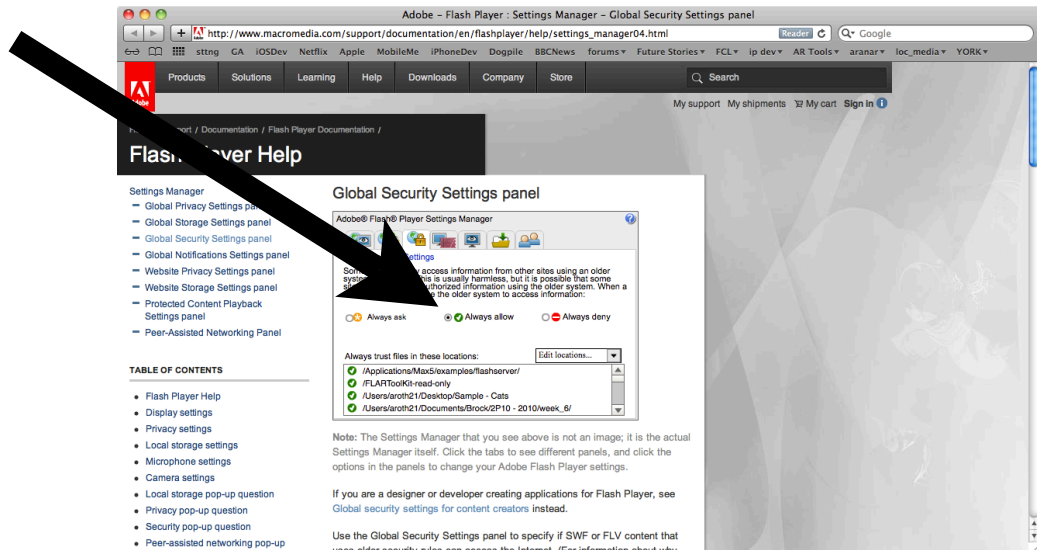 Adobe – Flash Player : Settings Manager – Global Security Settings panel
http://www.macromedia.com/support/documentation/en/flashplayer/help/settings_manager04.html Reader Google
sttng GA iOSDev Netflix Apple MobileMe iPhoneDev Dogpile BBCNews forums Future Stories FCL ip dev AR Tools aranar loc_media YORK
Products Solutions Learning Help Downloads Company Store Search
Adobe
My support My shipments My cart Sign in
/ Documentation / Flash Player Documentation /
Help
Settings Manager
Global Privacy Settings
Global Storage Settings panel
Global Security Settings panel
Global Notifications Settings panel
Website Privacy Settings panel
Website Storage Settings panel
Protected Content Playback
Settings panel
Peer-Assisted Networking Panel
TABLE OF CONTENTS
Flash Player Help
Display settings
Privacy settings
Local storage settings
Microphone settings
Camera settings
Local storage pop-up question
Privacy pop-up question
Security pop-up question
Peer-assisted networking pop-up
Global Security Settings panel
Adobe® Flash® Player Settings Manager
Settings
access information from other sites using an older
this is usually harmless, but it is possible that some
information using the older system. When a
the older system to access information:
Always ask Always allow Always deny
Always trust files in these locations: Edit locations...
/Applications/Max5/examples/flashserver/
/FLARToolKit-read-only
/Users/aroth21/Desktop/Sample - Cats
/Users/aroth21/Documents/Brock/2P10 - 2010/week_6/
Note: The Settings Manager that you see above is not an image; it is the actual
Settings Manager itself. Click the tabs to see different panels, and click the
options in the panels to change your Adobe Flash Player settings.
If you are a designer or developer creating applications for Flash Player, see
Global security settings for content creators instead.
Use the Global Security Settings panel to specify if SWF or FLV content that
uses older security rules can access the Internet. (For information about why